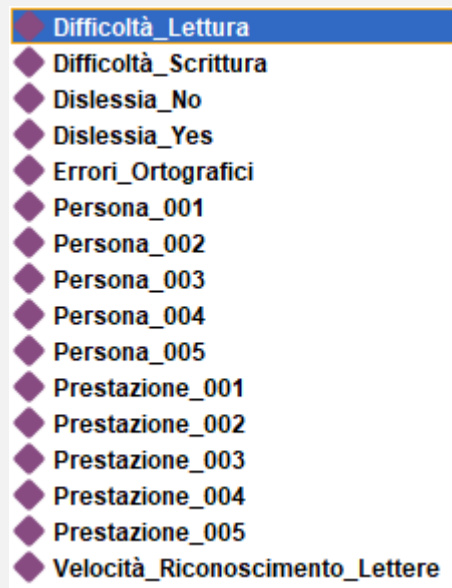 Difficoltà_Lettura
Difficoltà_Scrittura
Dislessia_No
Dislessia_Yes
Errori_Ortografici
Persona_001
Persona_002
Persona_003
Persona_004
Persona_005
Prestazione_001
Prestazione_002
Prestazione_003
Prestazione_004
Prestazione_005
Velocità_Riconoscimento_Lettere